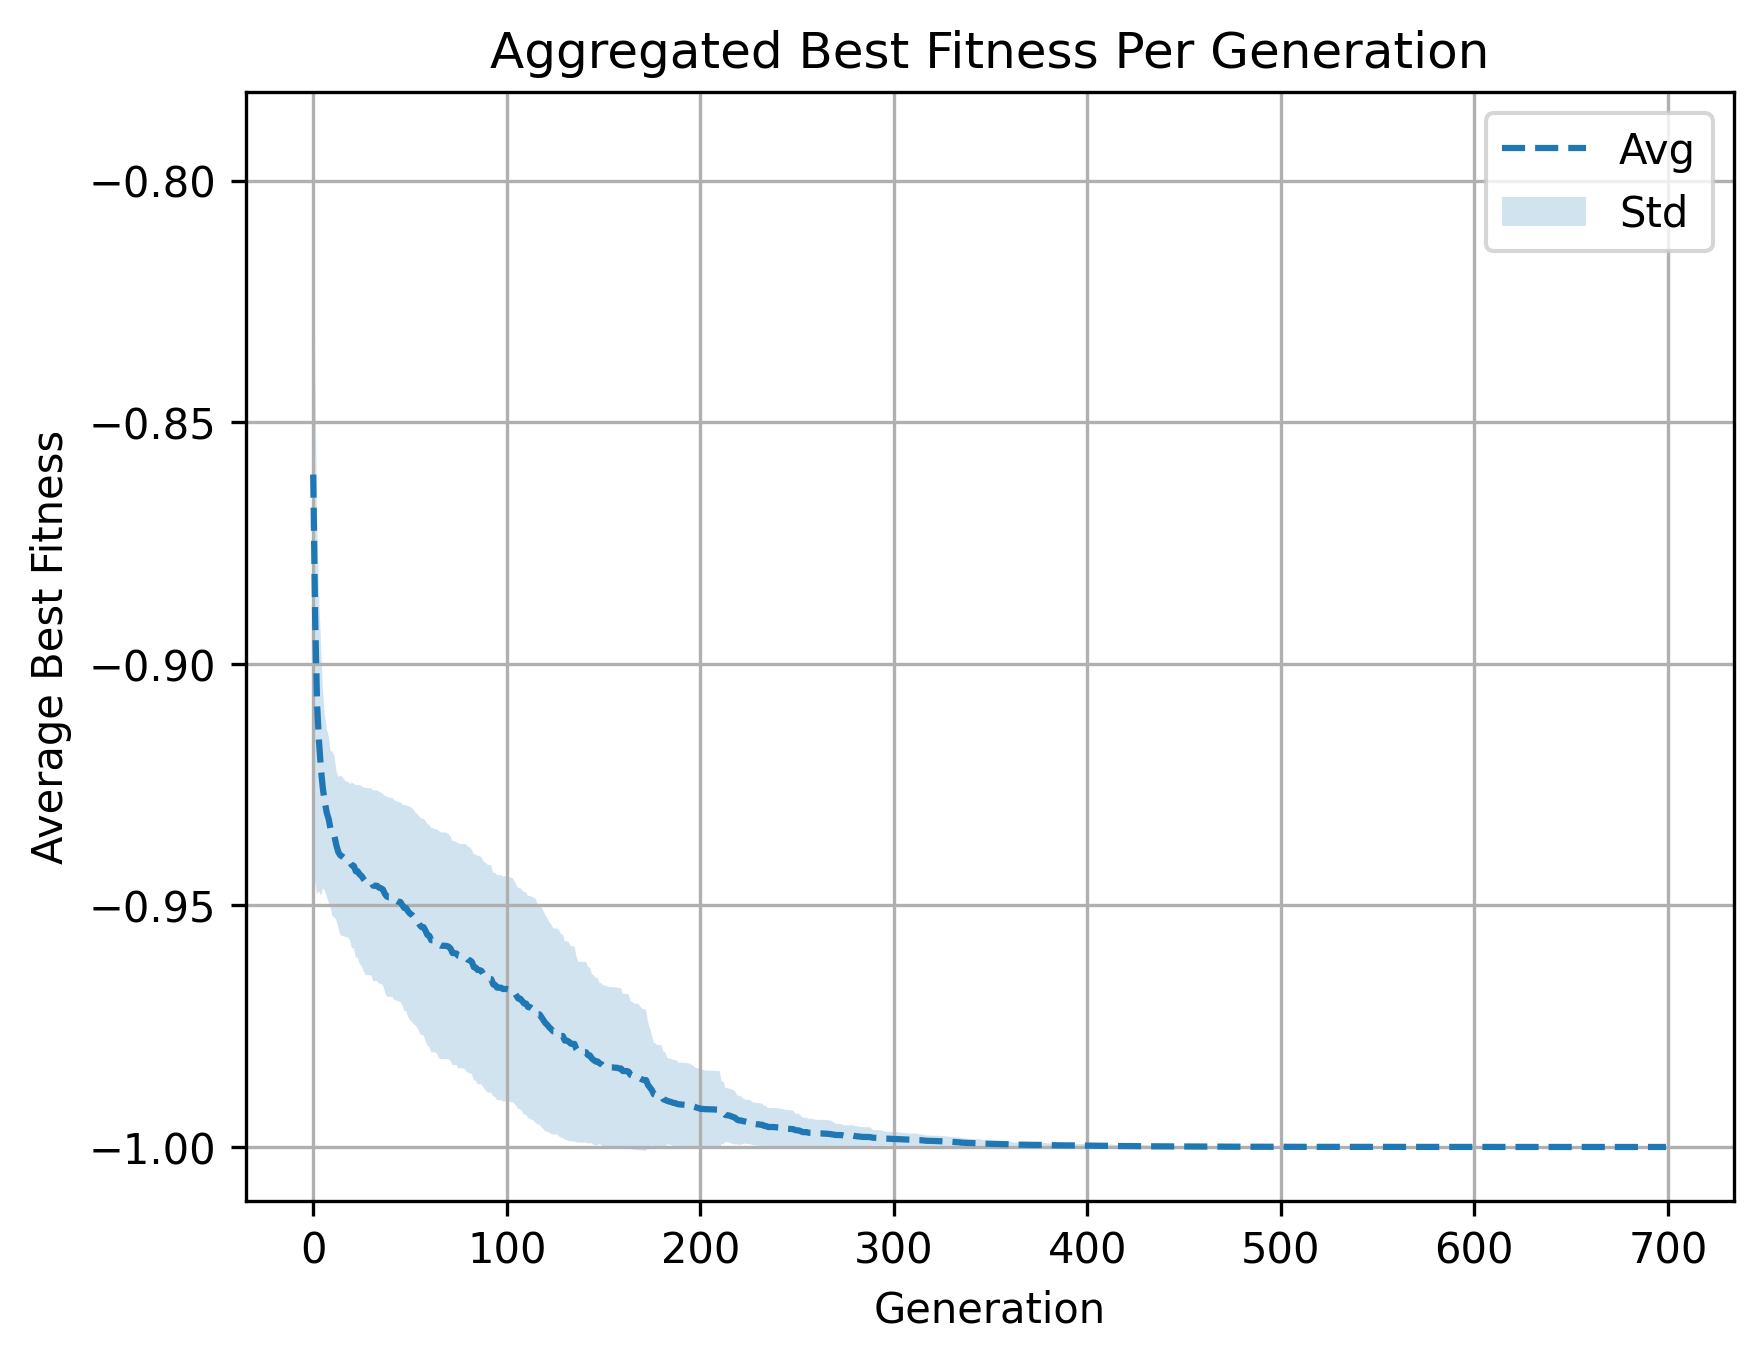 Aggregated Best Fitness Per Generation
Avg
Std
Average Best Fitness
−0.80
−0.85
−0.90
−0.95
−1.00
0 100 200 300 400 500 600 700
Generation